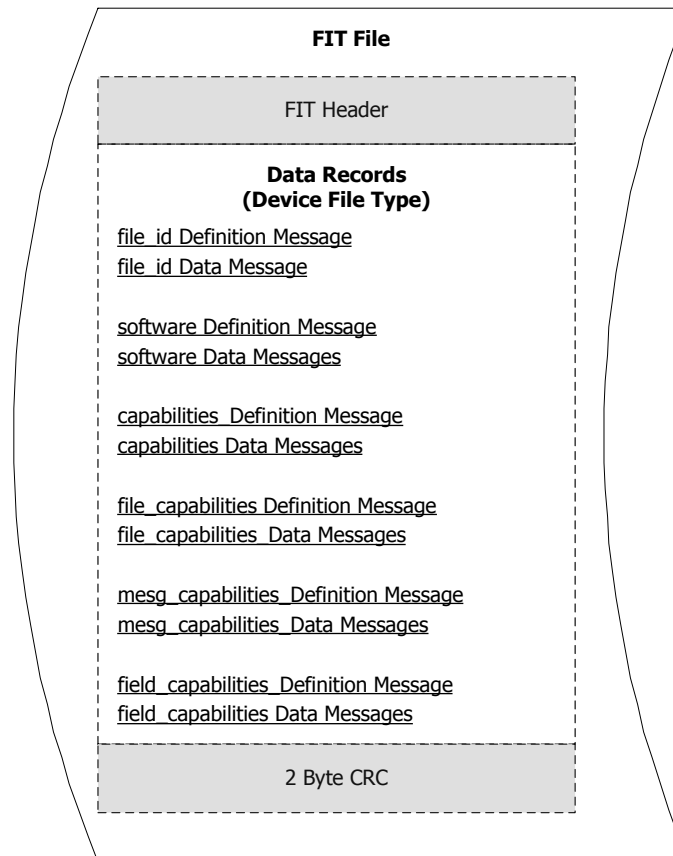 FIT File
FIT Header
Data Records
(Device File Type)
file_id Definition Message
file_id Data Message
software Definition Message
software Data Messages
capabilities_Definition Message
capabilities Data Messages
file_capabilities Definition Message
file_capabilities_Data Messages
mesg_capabilities_Definition Message
mesg_capabilities_Data Messages
field_capabilities_Definition Message
field_capabilities Data Messages
2 Byte CRC